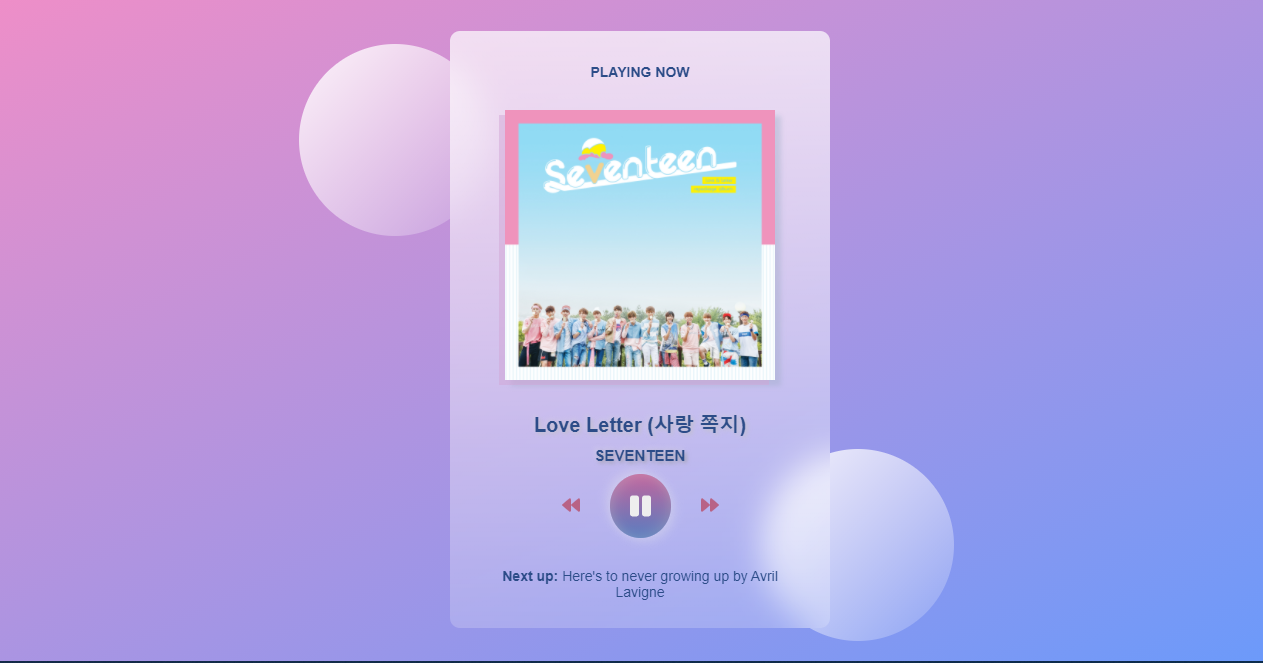 PLAYING NOW
Seventeen
Love Letter (사랑 쪽지)
SEVENTEEN
Next up: Here's to never growing up by Avril
Lavigne